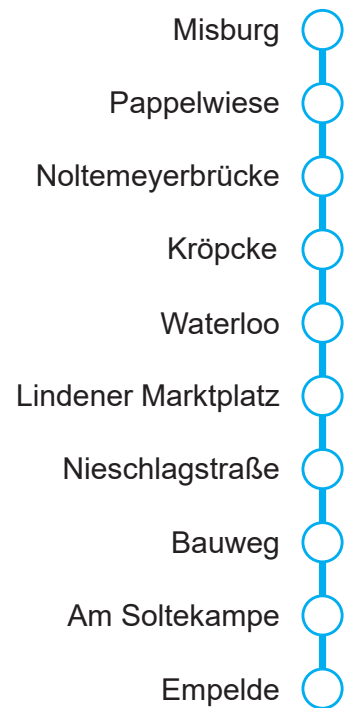 Misburg
Pappelwiese
Noltemeyerbrücke
Kröpcke
Waterloo
Lindener Marktplatz
Nieschlagstraße
Bauweg
Am Soltekampe
Empelde